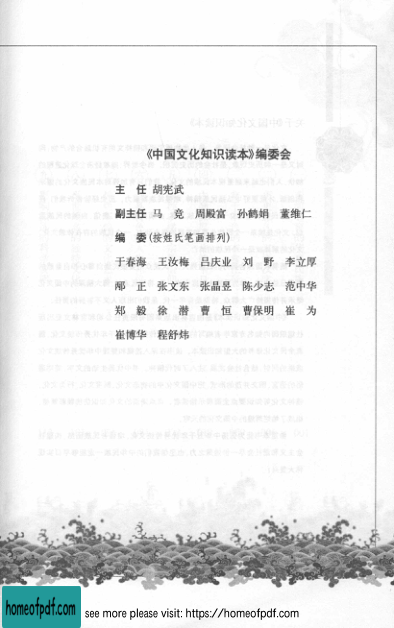 《中国文化知识读本》编委会
主 任 胡宪武
副主任 马 竞 周殿富 孙鹤娟 董维仁
编 委(按姓氏笔画排列)
于春海 王汝梅 吕庆业 刘 野 李立厚
邴 正 张文东 张晶昱 陈少志 范中华
郑 毅 徐 潜 曹 恒 曹保明 崔 为
崔博华 程舒炜
homeofpdf.com
see more please visit: https://homeofpdf.com